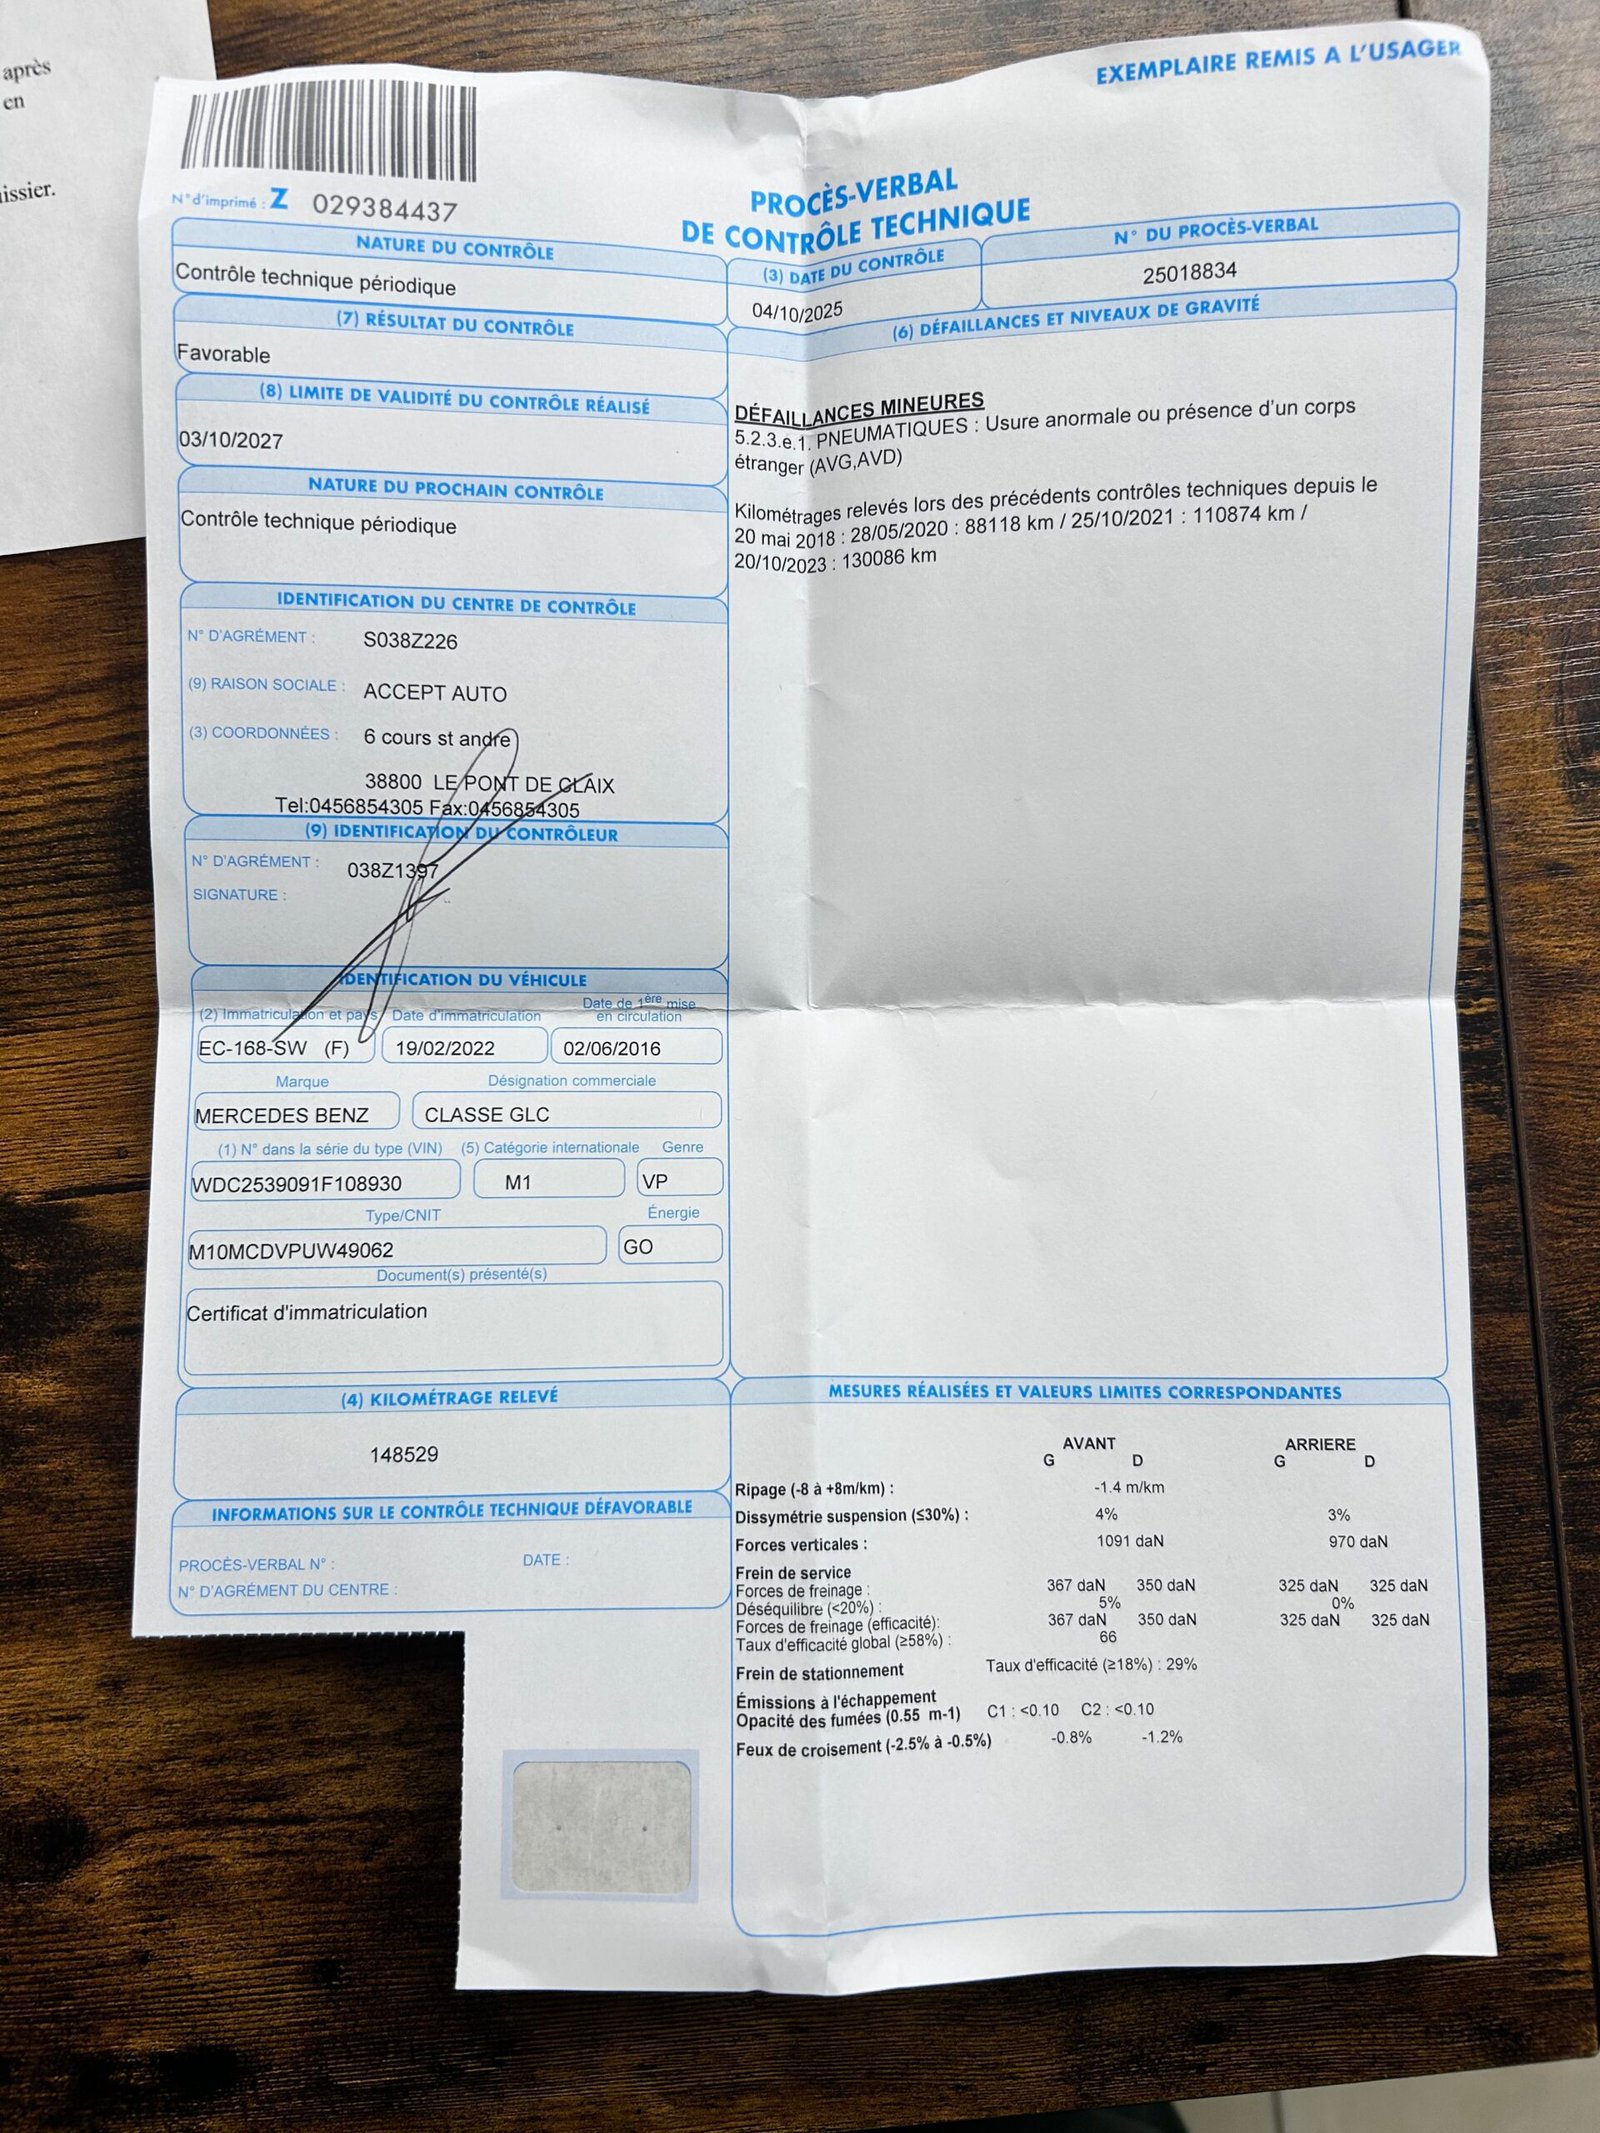 après
en
issier.
EXEMPLAIRE REMIS A L'USAGER
N° d'imprimé : Z 029384437
PROCÈS-VERBAL
DE CONTRÔLE TECHNIQUE
NATURE DU CONTRÔLE
Contrôle technique périodique
(3) DATE DU CONTRÔLE
04/10/2025
N° DU PROCÈS-VERBAL
25018834
(7) RÉSULTAT DU CONTRÔLE
Favorable
(8) LIMITE DE VALIDITÉ DU CONTRÔLE RÉALISÉ
03/10/2027
NATURE DU PROCHAIN CONTRÔLE
Contrôle technique périodique
IDENTIFICATION DU CENTRE DE CONTRÔLE
N° D'AGRÉMENT : S038Z226
(9) RAISON SOCIALE : ACCEPT AUTO
(3) COORDONNÉES : 6 cours st andre
38800 LE PONT DE CLAIX
Tel:0456854305 Fax:0456854305
(9) IDENTIFICATION DU CONTRÔLEUR
N° D'AGRÉMENT : 038Z1397
SIGNATURE :
IDENTIFICATION DU VÉHICULE
(2) Immatriculation et pays Date d'immatriculation Date de 1ère mise
en circulation
EC-168-SW (F) 19/02/2022 02/06/2016
Marque Désignation commerciale
MERCEDES BENZ CLASSE GLC
(1) N° dans la série du type (VIN) (5) Catégorie internationale Genre
WDC2539091F108930 M1 VP
Type/CNIT Énergie
M10MCDVPUW49062 GO
Document(s) présenté(s)
Certificat d'immatriculation
(4) KILOMÉTRAGE RELEVÉ
148529
INFORMATIONS SUR LE CONTRÔLE TECHNIQUE DÉFAVORABLE
PROCÈS-VERBAL N° : DATE :
N° D'AGRÉMENT DU CENTRE :
(6) DÉFAILLANCES ET NIVEAUX DE GRAVITÉ
DÉFAILLANCES MINEURES
5.2.3.e.1. PNEUMATIQUES : Usure anormale ou présence d'un corps
étranger (AVG,AVD)
Kilométrages relevés lors des précédents contrôles techniques depuis le
20 mai 2018 : 28/05/2020 : 88118 km / 25/10/2021 : 110874 km /
20/10/2023 : 130086 km
MESURES RÉALISÉES ET VALEURS LIMITES CORRESPONDANTES
AVANT ARRIERE
G D G D
Ripage (-8 à +8m/km) : -1.4 m/km
Dissymétrie suspension (≤30%) : 4% 3%
Forces verticales : 1091 daN 970 daN
Frein de service
Forces de freinage : 367 daN 350 daN 325 daN 325 daN
Déséquilibre (<20%) : 5% 0%
Forces de freinage (efficacité): 367 daN 350 daN 325 daN 325 daN
Taux d'efficacité global (≥58%) : 66
Frein de stationnement Taux d'efficacité (≥18%) : 29%
Émissions à l'échappement
Opacité des fumées (0.55 m-1) C1 : <0.10 C2 : <0.10
Feux de croisement (-2.5% à -0.5%) -0.8% -1.2%